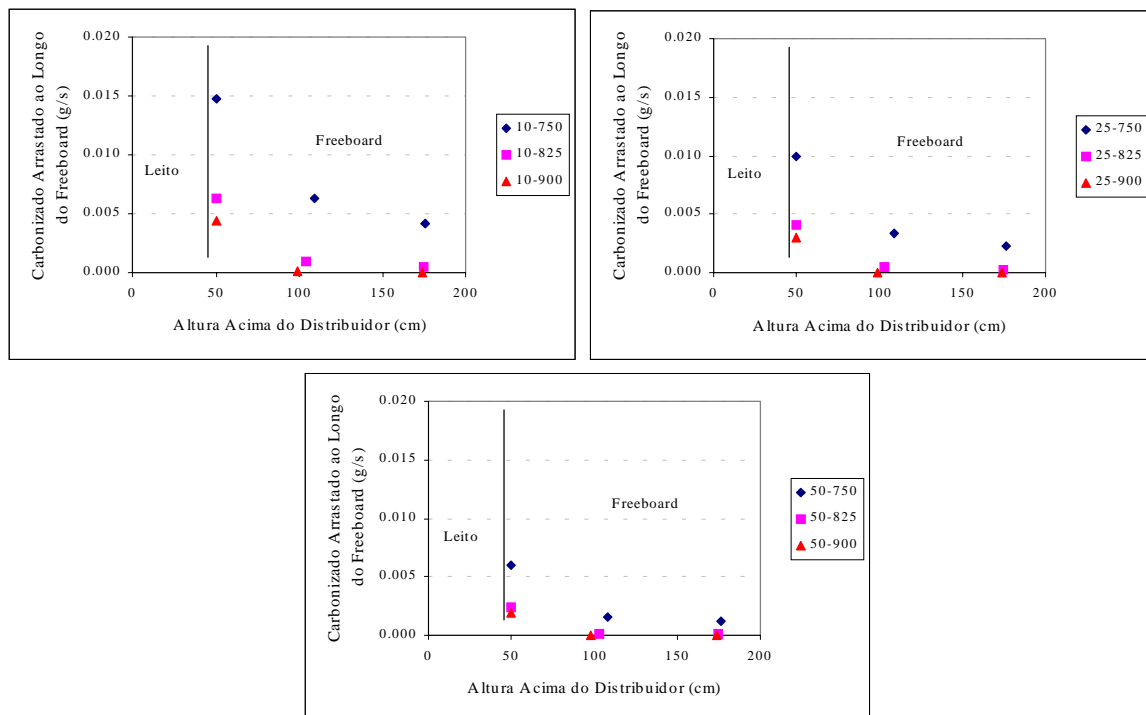 0.020
0.015
0.010
0.005
0.000
0 50 100 150 200
Carbonizado Arrastado ao Longo
do Freeboard (g/s)
Altura Acima do Distribuidor (cm)
Leito
Freeboard
10-750
10-825
10-900
0.020
0.015
0.010
0.005
0.000
0 50 100 150 200
Carbonizado Arrastado ao Longo
do Freeboard (g/s)
Altura Acima do Distribuidor (cm)
Leito
Freeboard
25-750
25-825
25-900
0.020
0.015
0.010
0.005
0.000
0 50 100 150 200
Carbonizado Arrastado ao Longo
do Freeboard (g/s)
Altura Acima do Distribuidor (cm)
Leito
Freeboard
50-750
50-825
50-900